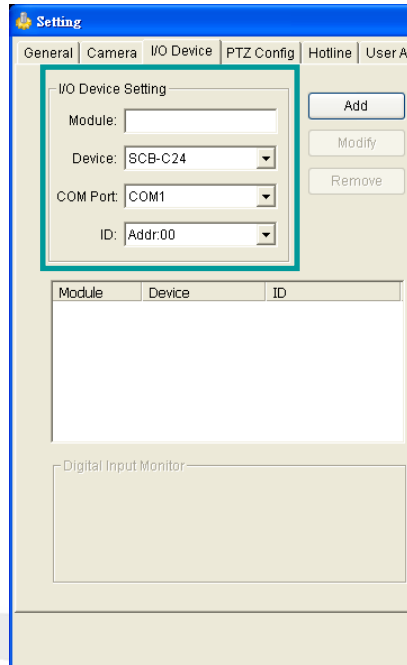 Setting
General Camera I/O Device PTZ Config Hotline User A
I/O Device Setting
Module:
Add
Device: SCB-C24
Modify
COM Port: COM1
Remove
ID: Addr:00
Module Device ID
Digital Input Monitor